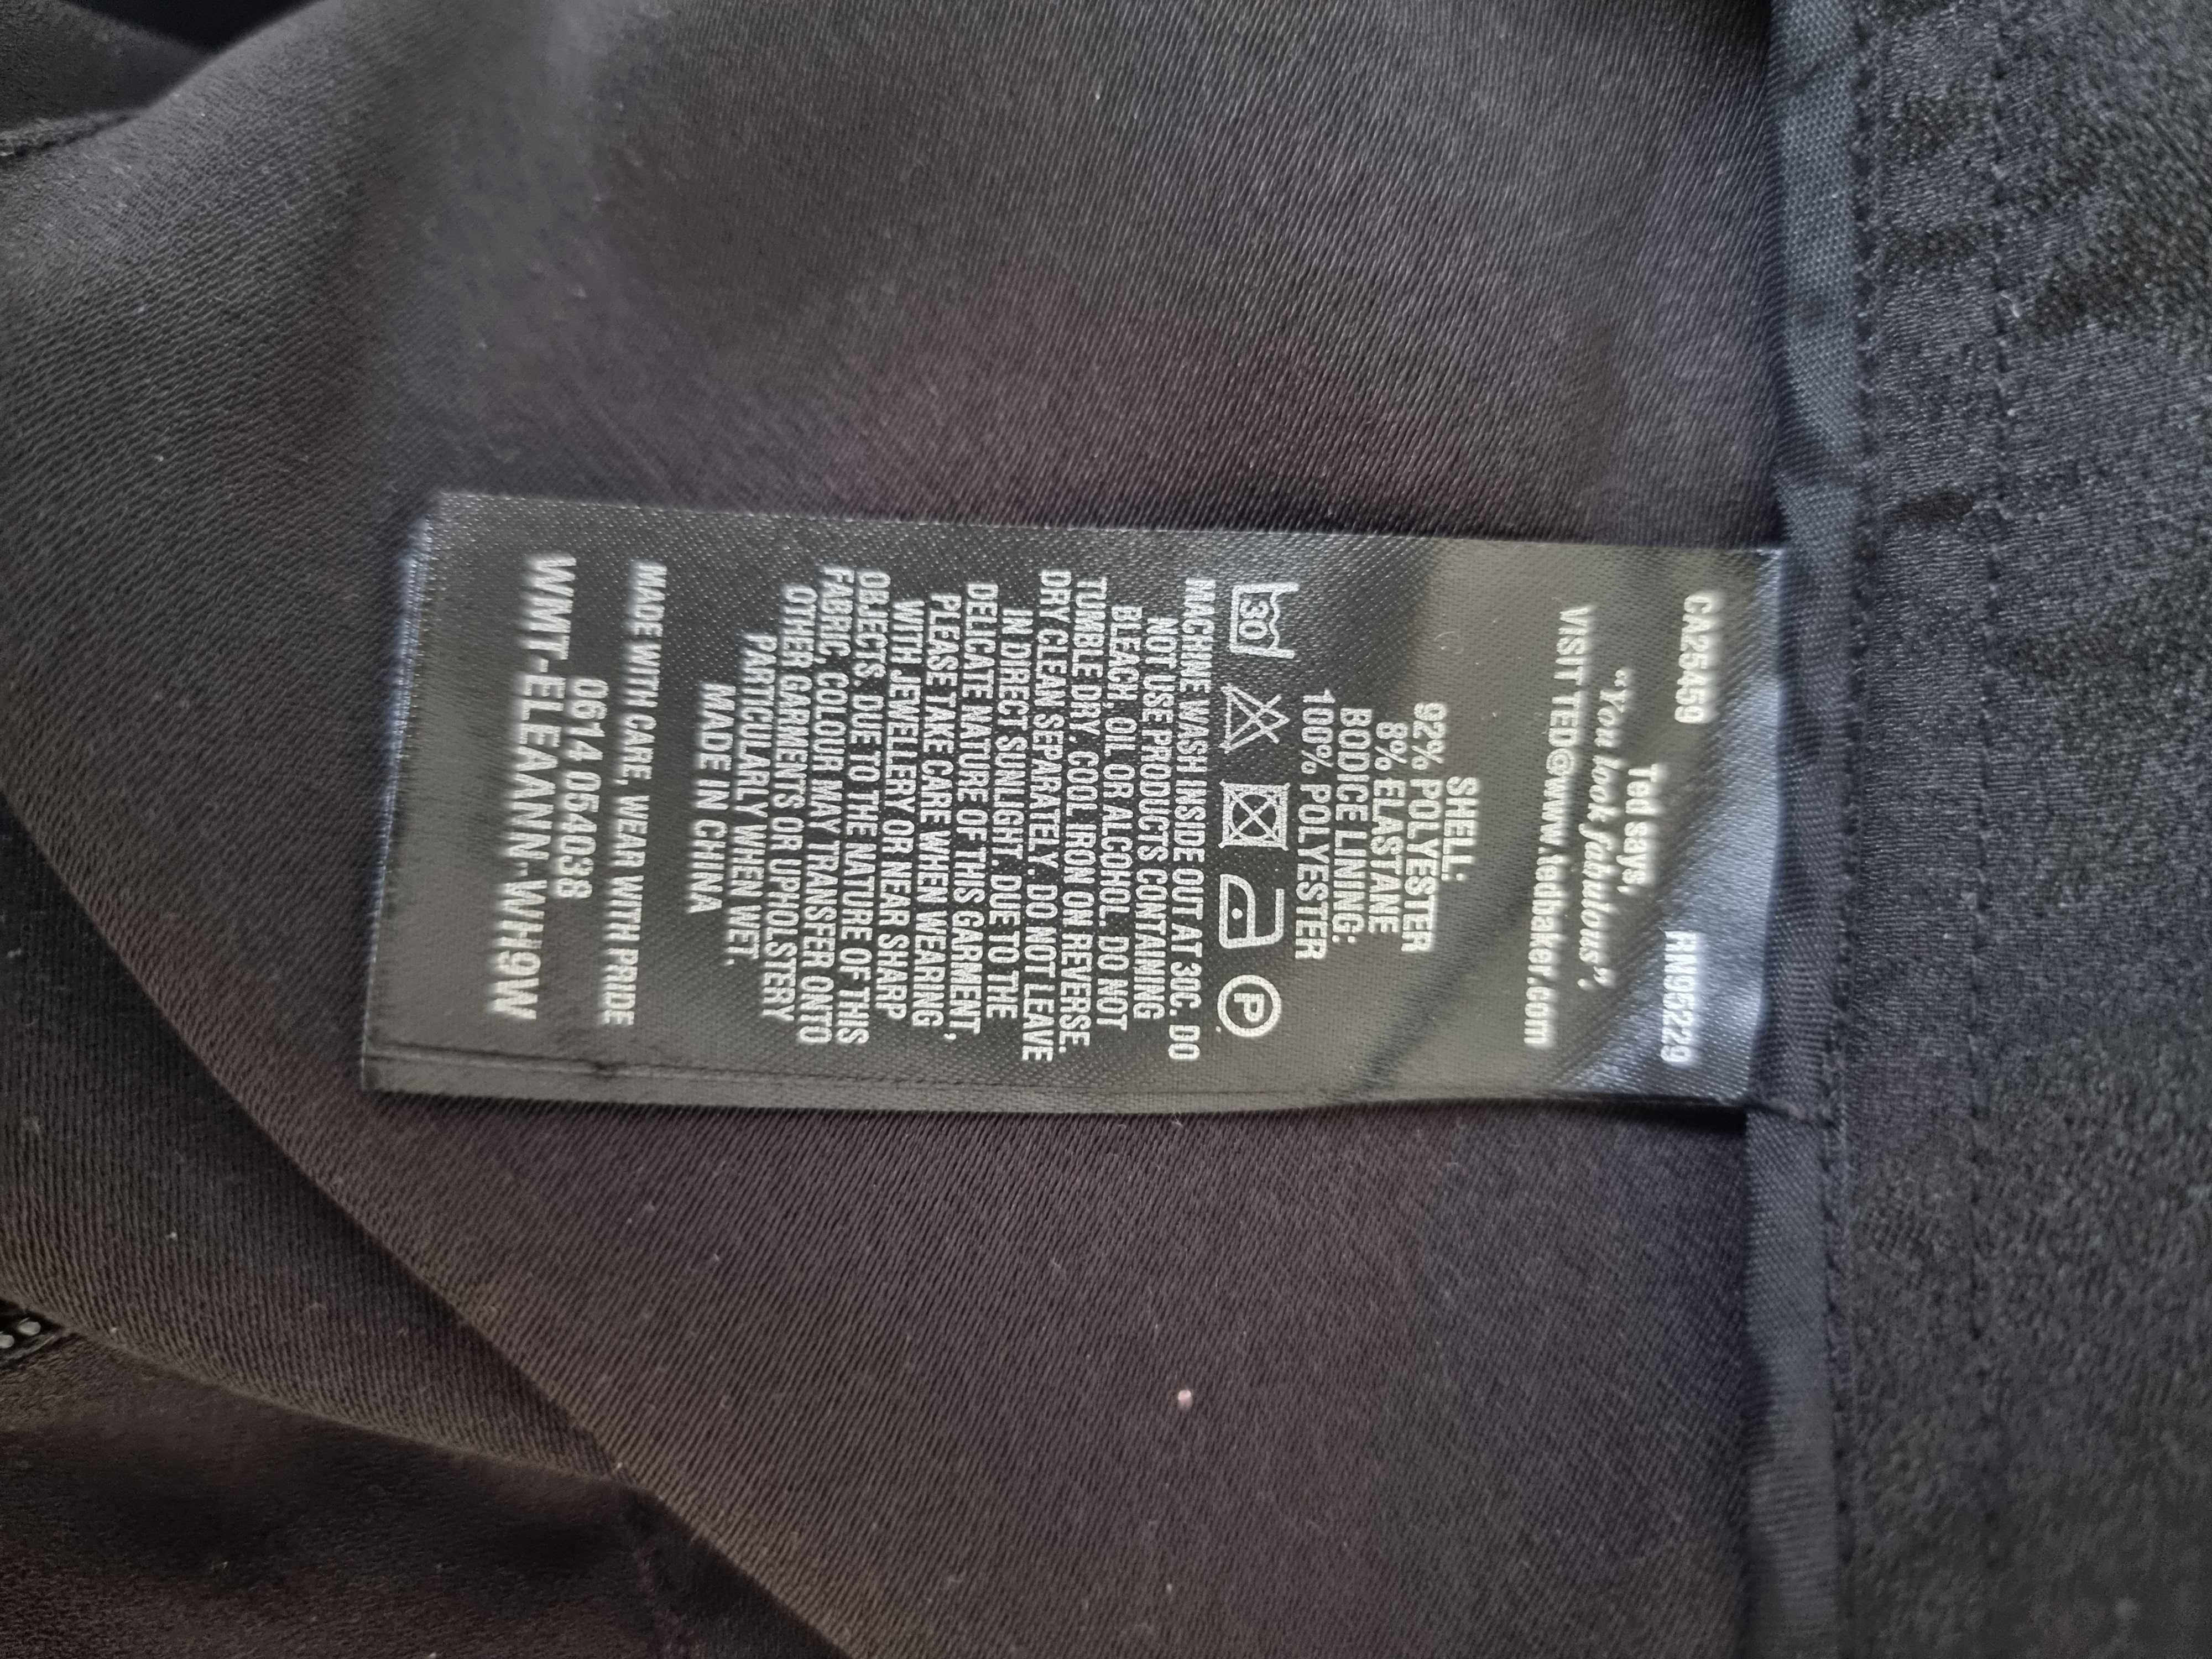 CA25459 RN95229
Ted says,
"You look fabulous".
VISIT TED@www.tedbaker.com
SHELL:
92% POLYESTER
8% ELASTANE
BODICE LINING:
100% POLYESTER
30 P
MACHINE WASH INSIDE OUT AT 30C. DO
NOT USE PRODUCTS CONTAINING
BLEACH, OIL OR ALCOHOL. DO NOT
TUMBLE DRY. COOL IRON ON REVERSE.
DRY CLEAN SEPARATELY. DO NOT LEAVE
IN DIRECT SUNLIGHT. DUE TO THE
DELICATE NATURE OF THIS GARMENT,
PLEASE TAKE CARE WHEN WEARING
WITH JEWELLERY OR NEAR SHARP
OBJECTS. DUE TO THE NATURE OF THIS
FABRIC, COLOUR MAY TRANSFER ONTO
OTHER GARMENTS OR UPHOLSTERY
PARTICULARLY WHEN WET.
MADE IN CHINA
MADE WITH CARE, WEAR WITH PRIDE
0614 054038
WMT-ELEANN-WH9W